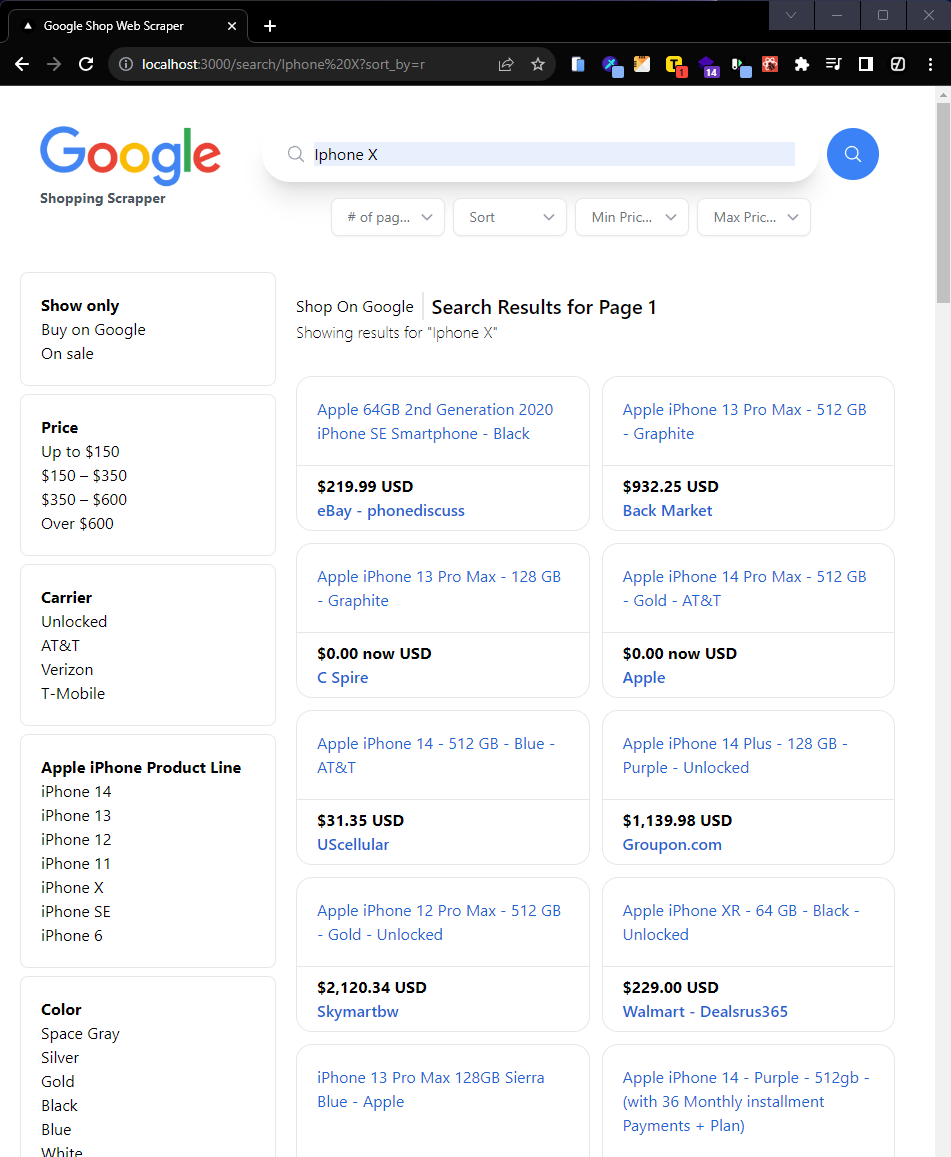 Google Shop Web Scraper
localhost:3000/search/Iphone%20X?sort_by=r
1
14
Google
Shopping Scrapper
Iphone X
# of pag...
Sort
Min Pric...
Max Pric...
Show only
Buy on Google
On sale
Price
Up to $150
$150 – $350
$350 – $600
Over $600
Carrier
Unlocked
AT&T
Verizon
T-Mobile
Apple iPhone Product Line
iPhone 14
iPhone 13
iPhone 12
iPhone 11
iPhone X
iPhone SE
iPhone 6
Color
Space Gray
Silver
Gold
Black
Blue
White
Shop On Google
Search Results for Page 1
Showing results for "Iphone X"
Apple 64GB 2nd Generation 2020
iPhone SE Smartphone - Black
$219.99 USD
eBay - phonediscuss
Apple iPhone 13 Pro Max - 512 GB
- Graphite
$932.25 USD
Back Market
Apple iPhone 13 Pro Max - 128 GB
- Graphite
$0.00 now USD
C Spire
Apple iPhone 14 Pro Max - 512 GB
- Gold - AT&T
$0.00 now USD
Apple
Apple iPhone 14 - 512 GB - Blue -
AT&T
$31.35 USD
UScellular
Apple iPhone 14 Plus - 128 GB -
Purple - Unlocked
$1,139.98 USD
Groupon.com
Apple iPhone 12 Pro Max - 512 GB
- Gold - Unlocked
$2,120.34 USD
Skymartbw
Apple iPhone XR - 64 GB - Black -
Unlocked
$229.00 USD
Walmart - Dealsrus365
iPhone 13 Pro Max 128GB Sierra
Blue - Apple
Apple iPhone 14 - Purple - 512gb -
(with 36 Monthly installment
Payments + Plan)